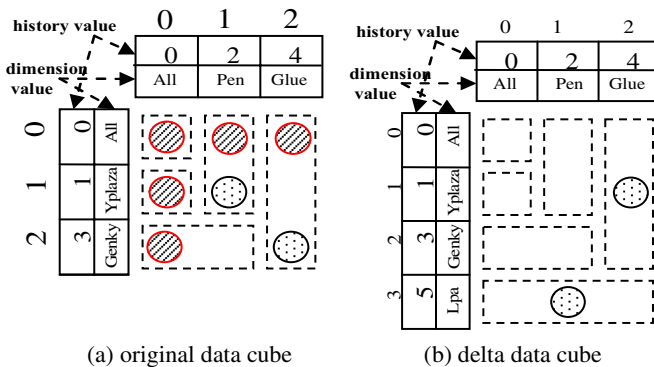 0 1 2
history value
0 2 4
All Pen Glue
dimension value
0 0 All
1 1 Yplaza
2 3 Genky
(a) original data cube
0 1 2
history value
0 2 4
All Pen Glue
dimension value
0 0 All
1 1 Yplaza
2 3 Genky
3 5 Lpa
(b) delta data cube